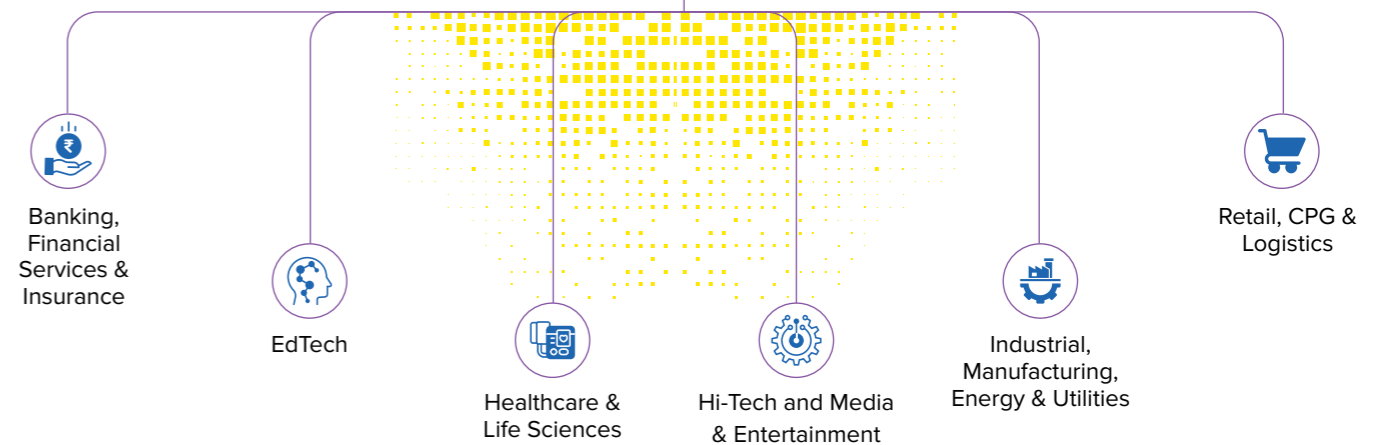 Banking,
Financial
Services &
Insurance
EdTech
Healthcare &
Life Sciences
Hi-Tech and Media
& Entertainment
Industrial,
Manufacturing,
Energy & Utilities
Retail, CPG &
Logistics